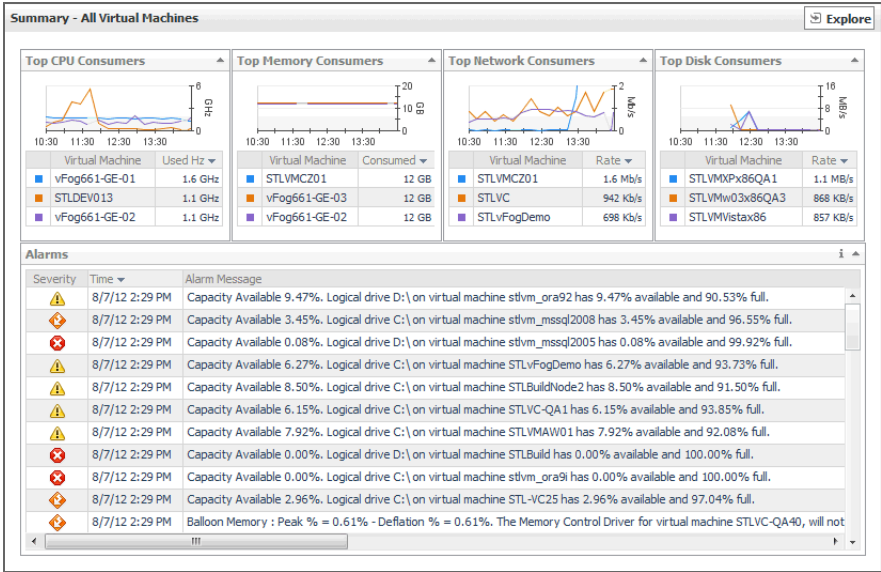 Summary - All Virtual Machines
Explore
Top CPU Consumers
6
GHz
0
10:30 11:30 12:30 13:30
Virtual Machine Used Hz
vFog661-GE-01 1.6 GHz
STLDEV013 1.1 GHz
vFog661-GE-02 1.1 GHz
Top Memory Consumers
20
10
GB
0
10:30 11:30 12:30 13:30
Virtual Machine Consumed
STLVMCZ01 12 GB
vFog661-GE-03 12 GB
vFog661-GE-02 12 GB
Top Network Consumers
2
Mb/s
0
10:30 11:30 12:30 13:30
Virtual Machine Rate
STLVMCZ01 1.6 Mb/s
STLVC 942 Kb/s
STLvFogDemo 698 Kb/s
Top Disk Consumers
16
8
MB/s
0
10:30 11:30 12:30 13:30
Virtual Machine Rate
STLVMXPx86QA1 1.1 MB/s
STLVMw03x86QA3 868 KB/s
STLVMVistax86 857 KB/s
Alarms
Severity Time Alarm Message
8/7/12 2:29 PM Capacity Available 9.47%. Logical drive D:\ on virtual machine stlvm_ora92 has 9.47% available and 90.53% full.
8/7/12 2:29 PM Capacity Available 3.45%. Logical drive C:\ on virtual machine stlvm_mssql2008 has 3.45% available and 96.55% full.
8/7/12 2:29 PM Capacity Available 0.08%. Logical drive D:\ on virtual machine stlvm_mssql2005 has 0.08% available and 99.92% full.
8/7/12 2:29 PM Capacity Available 6.27%. Logical drive C:\ on virtual machine STLvFogDemo has 6.27% available and 93.73% full.
8/7/12 2:29 PM Capacity Available 8.50%. Logical drive C:\ on virtual machine STLBuildNode2 has 8.50% available and 91.50% full.
8/7/12 2:29 PM Capacity Available 6.15%. Logical drive C:\ on virtual machine STLVC-QA1 has 6.15% available and 93.85% full.
8/7/12 2:29 PM Capacity Available 7.92%. Logical drive C:\ on virtual machine STLVMAW01 has 7.92% available and 92.08% full.
8/7/12 2:29 PM Capacity Available 0.00%. Logical drive D:\ on virtual machine STLBuild has 0.00% available and 100.00% full.
8/7/12 2:29 PM Capacity Available 0.00%. Logical drive C:\ on virtual machine stlvm_ora9i has 0.00% available and 100.00% full.
8/7/12 2:29 PM Capacity Available 2.96%. Logical drive C:\ on virtual machine STL-VC25 has 2.96% available and 97.04% full.
8/7/12 2:29 PM Balloon Memory : Peak % = 0.61% - Deflation % = 0.61%. The Memory Control Driver for virtual machine STLVC-QA40, will not